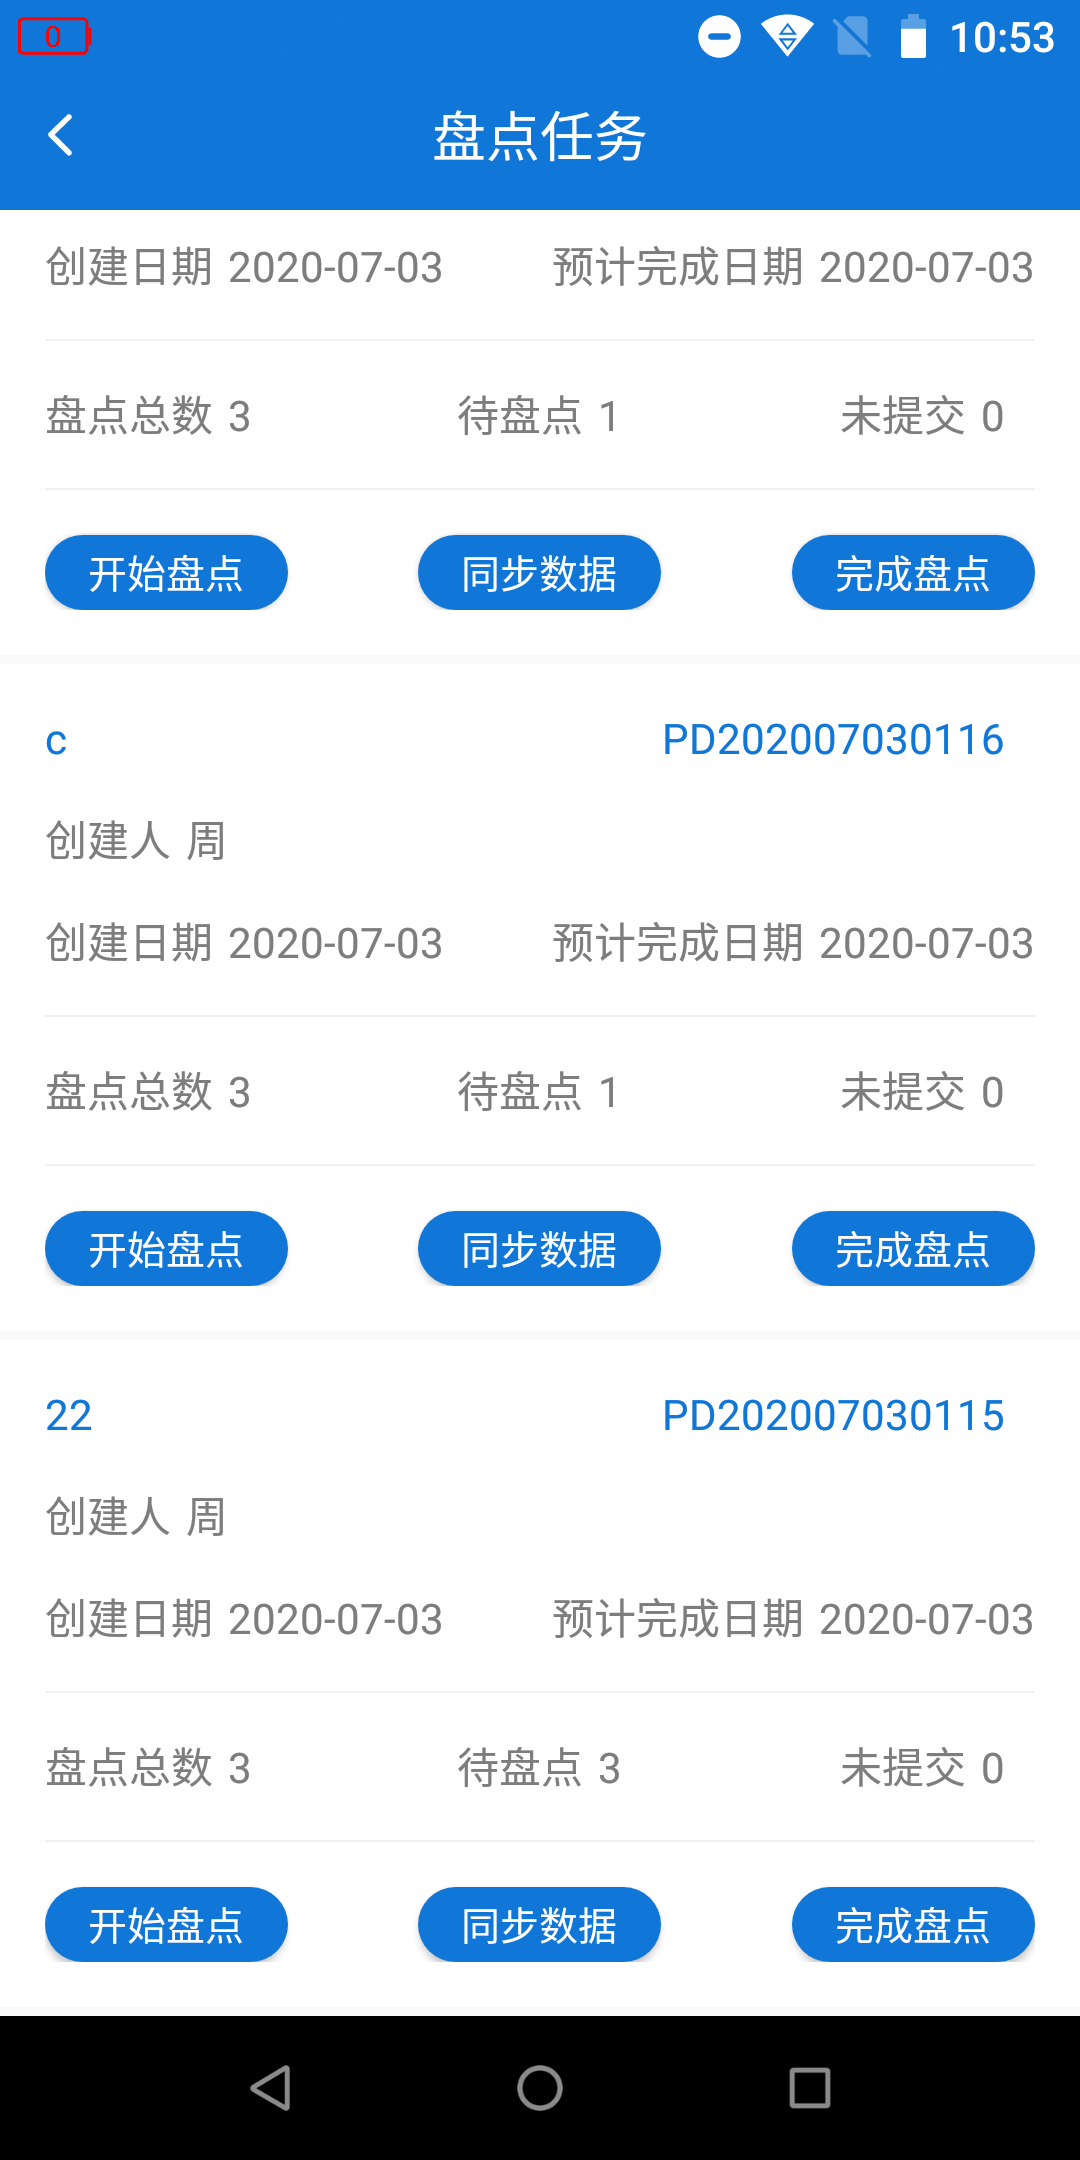 0 10:53
盘点任务
创建日期 2020-07-03 预计完成日期 2020-07-03
盘点总数 3 待盘点 1 未提交 0
开始盘点 同步数据 完成盘点
c PD202007030116
创建人 周
创建日期 2020-07-03 预计完成日期 2020-07-03
盘点总数 3 待盘点 1 未提交 0
开始盘点 同步数据 完成盘点
22 PD202007030115
创建人 周
创建日期 2020-07-03 预计完成日期 2020-07-03
盘点总数 3 待盘点 3 未提交 0
开始盘点 同步数据 完成盘点